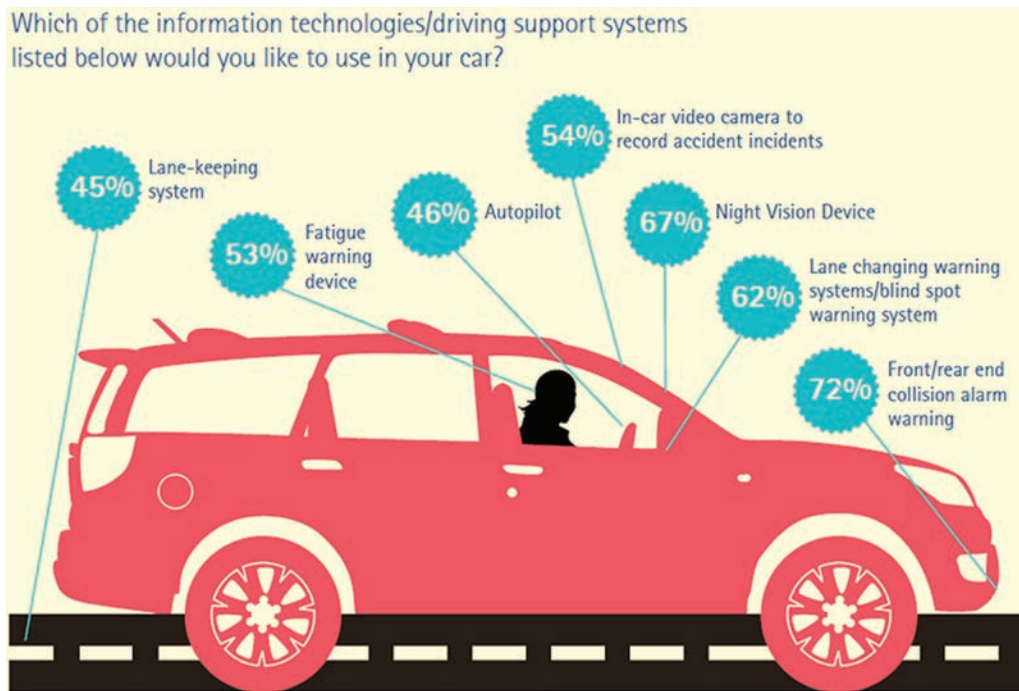 Which of the information technologies/driving support systems
listed below would you like to use in your car?
54%
In-car video camera to
record accident incidents
45%
Lane-keeping
system
46%
Autopilot
67%
Night Vision Device
53%
Fatigue
warning
device
62%
Lane changing warning
systems/blind spot
warning system
72%
Front/rear end
collision alarm
warning